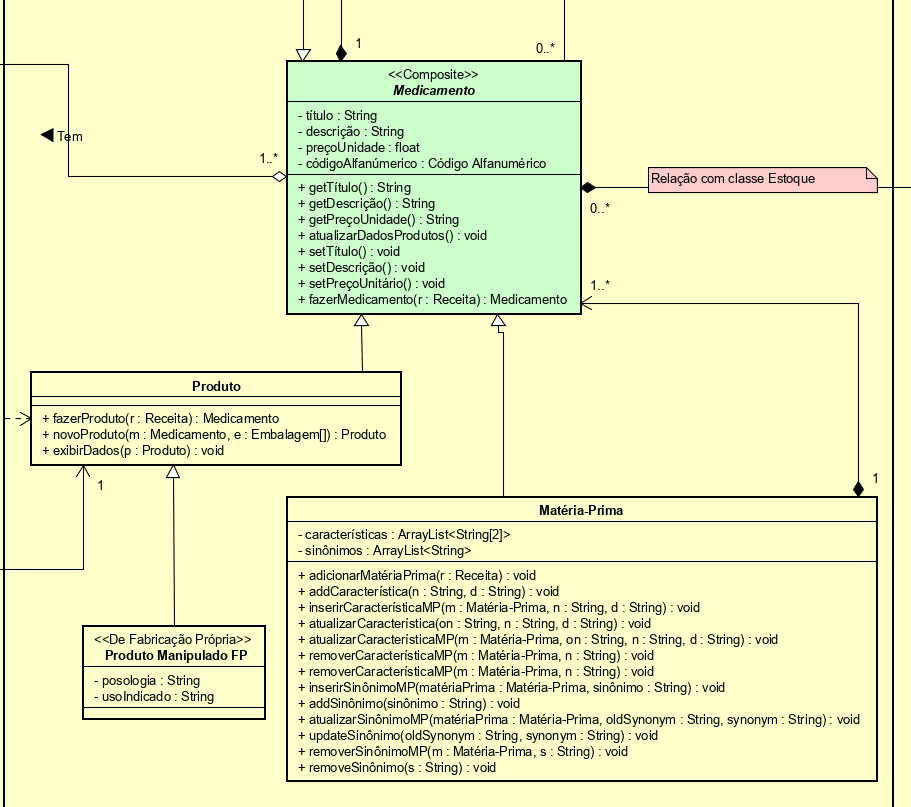 1
0..*
<<Composite>>
Medicamento
- título : String
- descrição : String
- preçoUnidade : float
- códigoAlfanúmerico : Código Alfanumérico
+ getTítulo() : String
+ getDescrição() : String
+ getPreçoUnidade() : String
+ atualizarDadosProdutos() : void
+ setTítulo() : void
+ setDescrição() : void
+ setPreçoUnitário() : void
+ fazerMedicamento(r : Receita) : Medicamento
Tem
1..*
Relação com classe Estoque
0..*
1..*
Produto
+ fazerProduto(r : Receita) : Medicamento
+ novoProduto(m : Medicamento, e : Embalagem[]) : Produto
+ exibirDados(p : Produto) : void
1
1
Matéria-Prima
- características : ArrayList<String[2]>
- sinônimos : ArrayList<String>
+ adicionarMatériaPrima(r : Receita) : void
+ addCaracterística(n : String, d : String) : void
+ inserirCaracterísticaMP(m : Matéria-Prima, n : String, d : String) : void
+ atualizarCaracterística(on : String, n : String, d : String) : void
+ atualizarCaracterísticaMP(m : Matéria-Prima, on : String, n : String, d : String) : void
+ removerCaracterísticaMP(m : Matéria-Prima, n : String) : void
+ removerCaracterísticaMP(m : Matéria-Prima, n : String) : void
+ inserirSinônimoMP(matériaPrima : Matéria-Prima, sinônimo : String) : void
+ addSinônimo(sinônimo : String) : void
+ atualizarSinônimoMP(matériaPrima : Matéria-Prima, oldSynonym : String, synonym : String) : void
+ updateSinônimo(oldSynonym : String, synonym : String) : void
+ removerSinônimoMP(m : Matéria-Prima, s : String) : void
+ removeSinônimo(s : String) : void
<<De Fabricação Própria>>
Produto Manipulado FP
- posologia : String
- usoIndicado : String